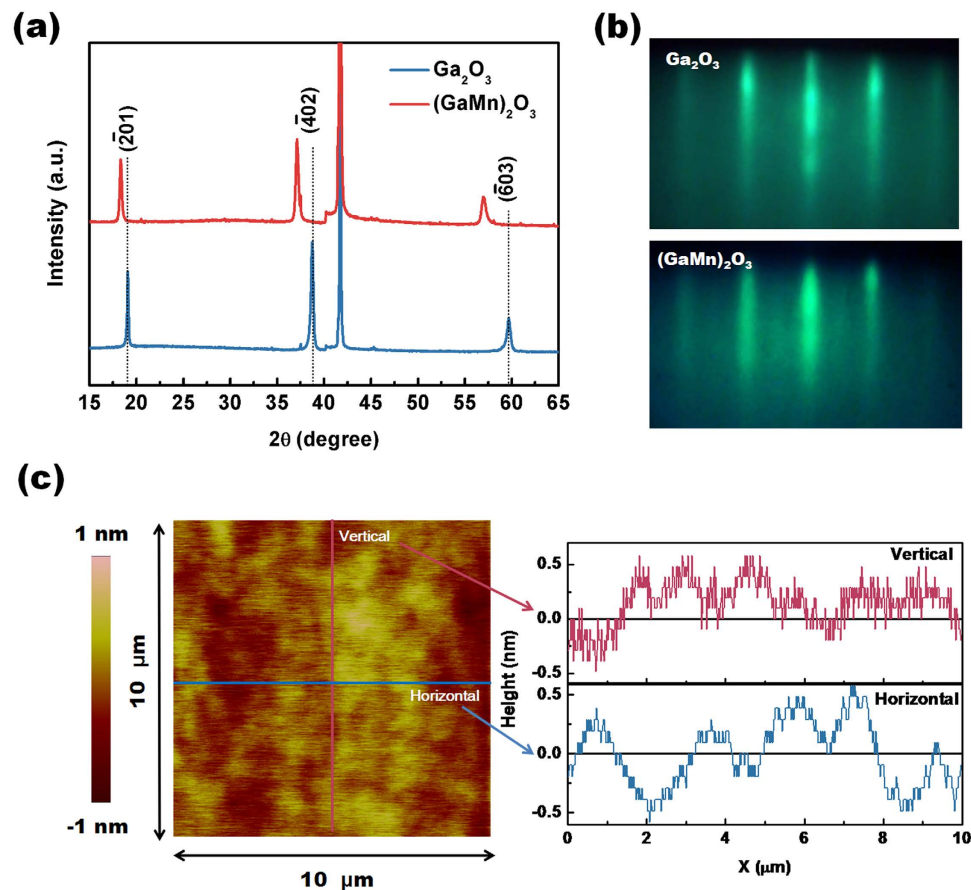 (a)
Ga₂O₃
(GaMn)₂O₃
(2̅01)
(4̅02)
(6̅03)
Intensity (a.u.)
15 20 25 30 35 40 45 50 55 60 65
2θ (degree)
(b)
Ga₂O₃
(GaMn)₂O₃
(c)
1 nm
-1 nm
10 μm
Vertical
Horizontal
10 μm
Height (nm)
Vertical
0.5
0.0
-0.5
Horizontal
0.5
0.0
-0.5
0 2 4 6 8 10
X (μm)